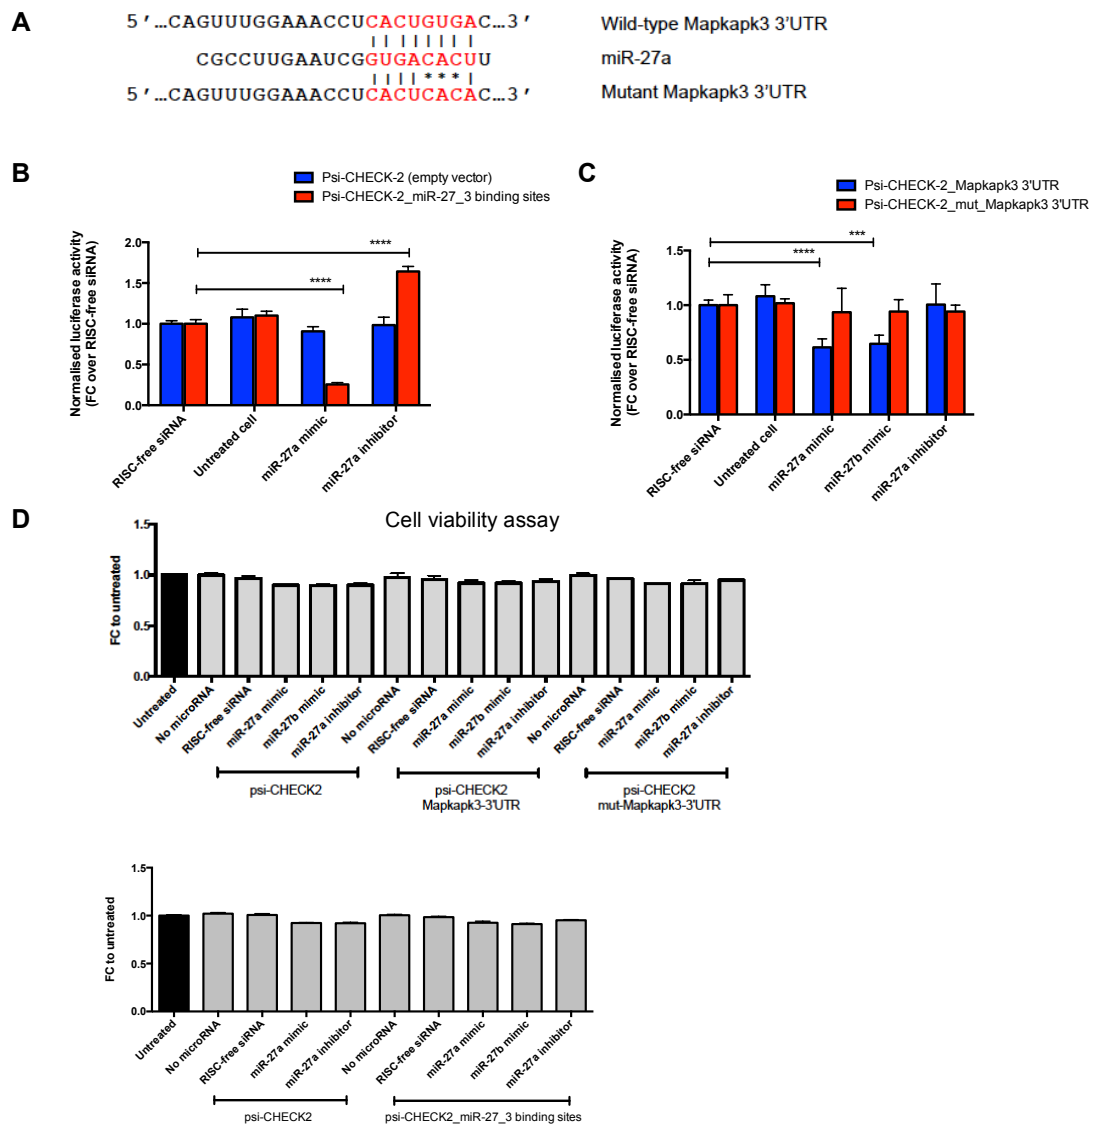 A
5 ′…CAGUUUGGAAACCUCACUGUGAC…3 ′ Wild-type Mapkapk3 3'UTR
CGCCUUGAAUCGGUGACACUU miR-27a
* * *
5 ′…CAGUUUGGAAACCUCACUCACAC…3 ′ Mutant Mapkapk3 3'UTR
B
Psi-CHECK-2 (empty vector)
Psi-CHECK-2_miR-27_3 binding sites
Normalised luciferase activity
(FC over RISC-free siRNA)
2.0
1.5
1.0
0.5
0.0
****
****
RISC-free siRNA
Untreated cell
miR-27a mimic
miR-27a inhibitor
C
Psi-CHECK-2_Mapkapk3 3'UTR
Psi-CHECK-2_mut_Mapkapk3 3'UTR
Normalised luciferase activity
(FC over RISC-free siRNA)
1.5
1.0
0.5
0.0
***
****
RISC-free siRNA
Untreated cell
miR-27a mimic
miR-27b mimic
miR-27a inhibitor
D
Cell viability assay
FC to untreated
1.5
1.0
0.5
0.0
Untreated
No microRNA
RISC-free siRNA
miR-27a mimic
miR-27b mimic
miR-27a inhibitor
No microRNA
RISC-free siRNA
miR-27a mimic
miR-27b mimic
miR-27a inhibitor
No microRNA
RISC-free siRNA
miR-27a mimic
miR-27b mimic
miR-27a inhibitor
psi-CHECK2
psi-CHECK2
Mapkapk3-3'UTR
psi-CHECK2
mut-Mapkapk3-3'UTR
FC to untreated
1.5
1.0
0.5
0.0
Untreated
No microRNA
RISC-free siRNA
miR-27a mimic
miR-27a inhibitor
No microRNA
RISC-free siRNA
miR-27a mimic
miR-27b mimic
miR-27a inhibitor
psi-CHECK2
psi-CHECK2_miR-27_3 binding sites